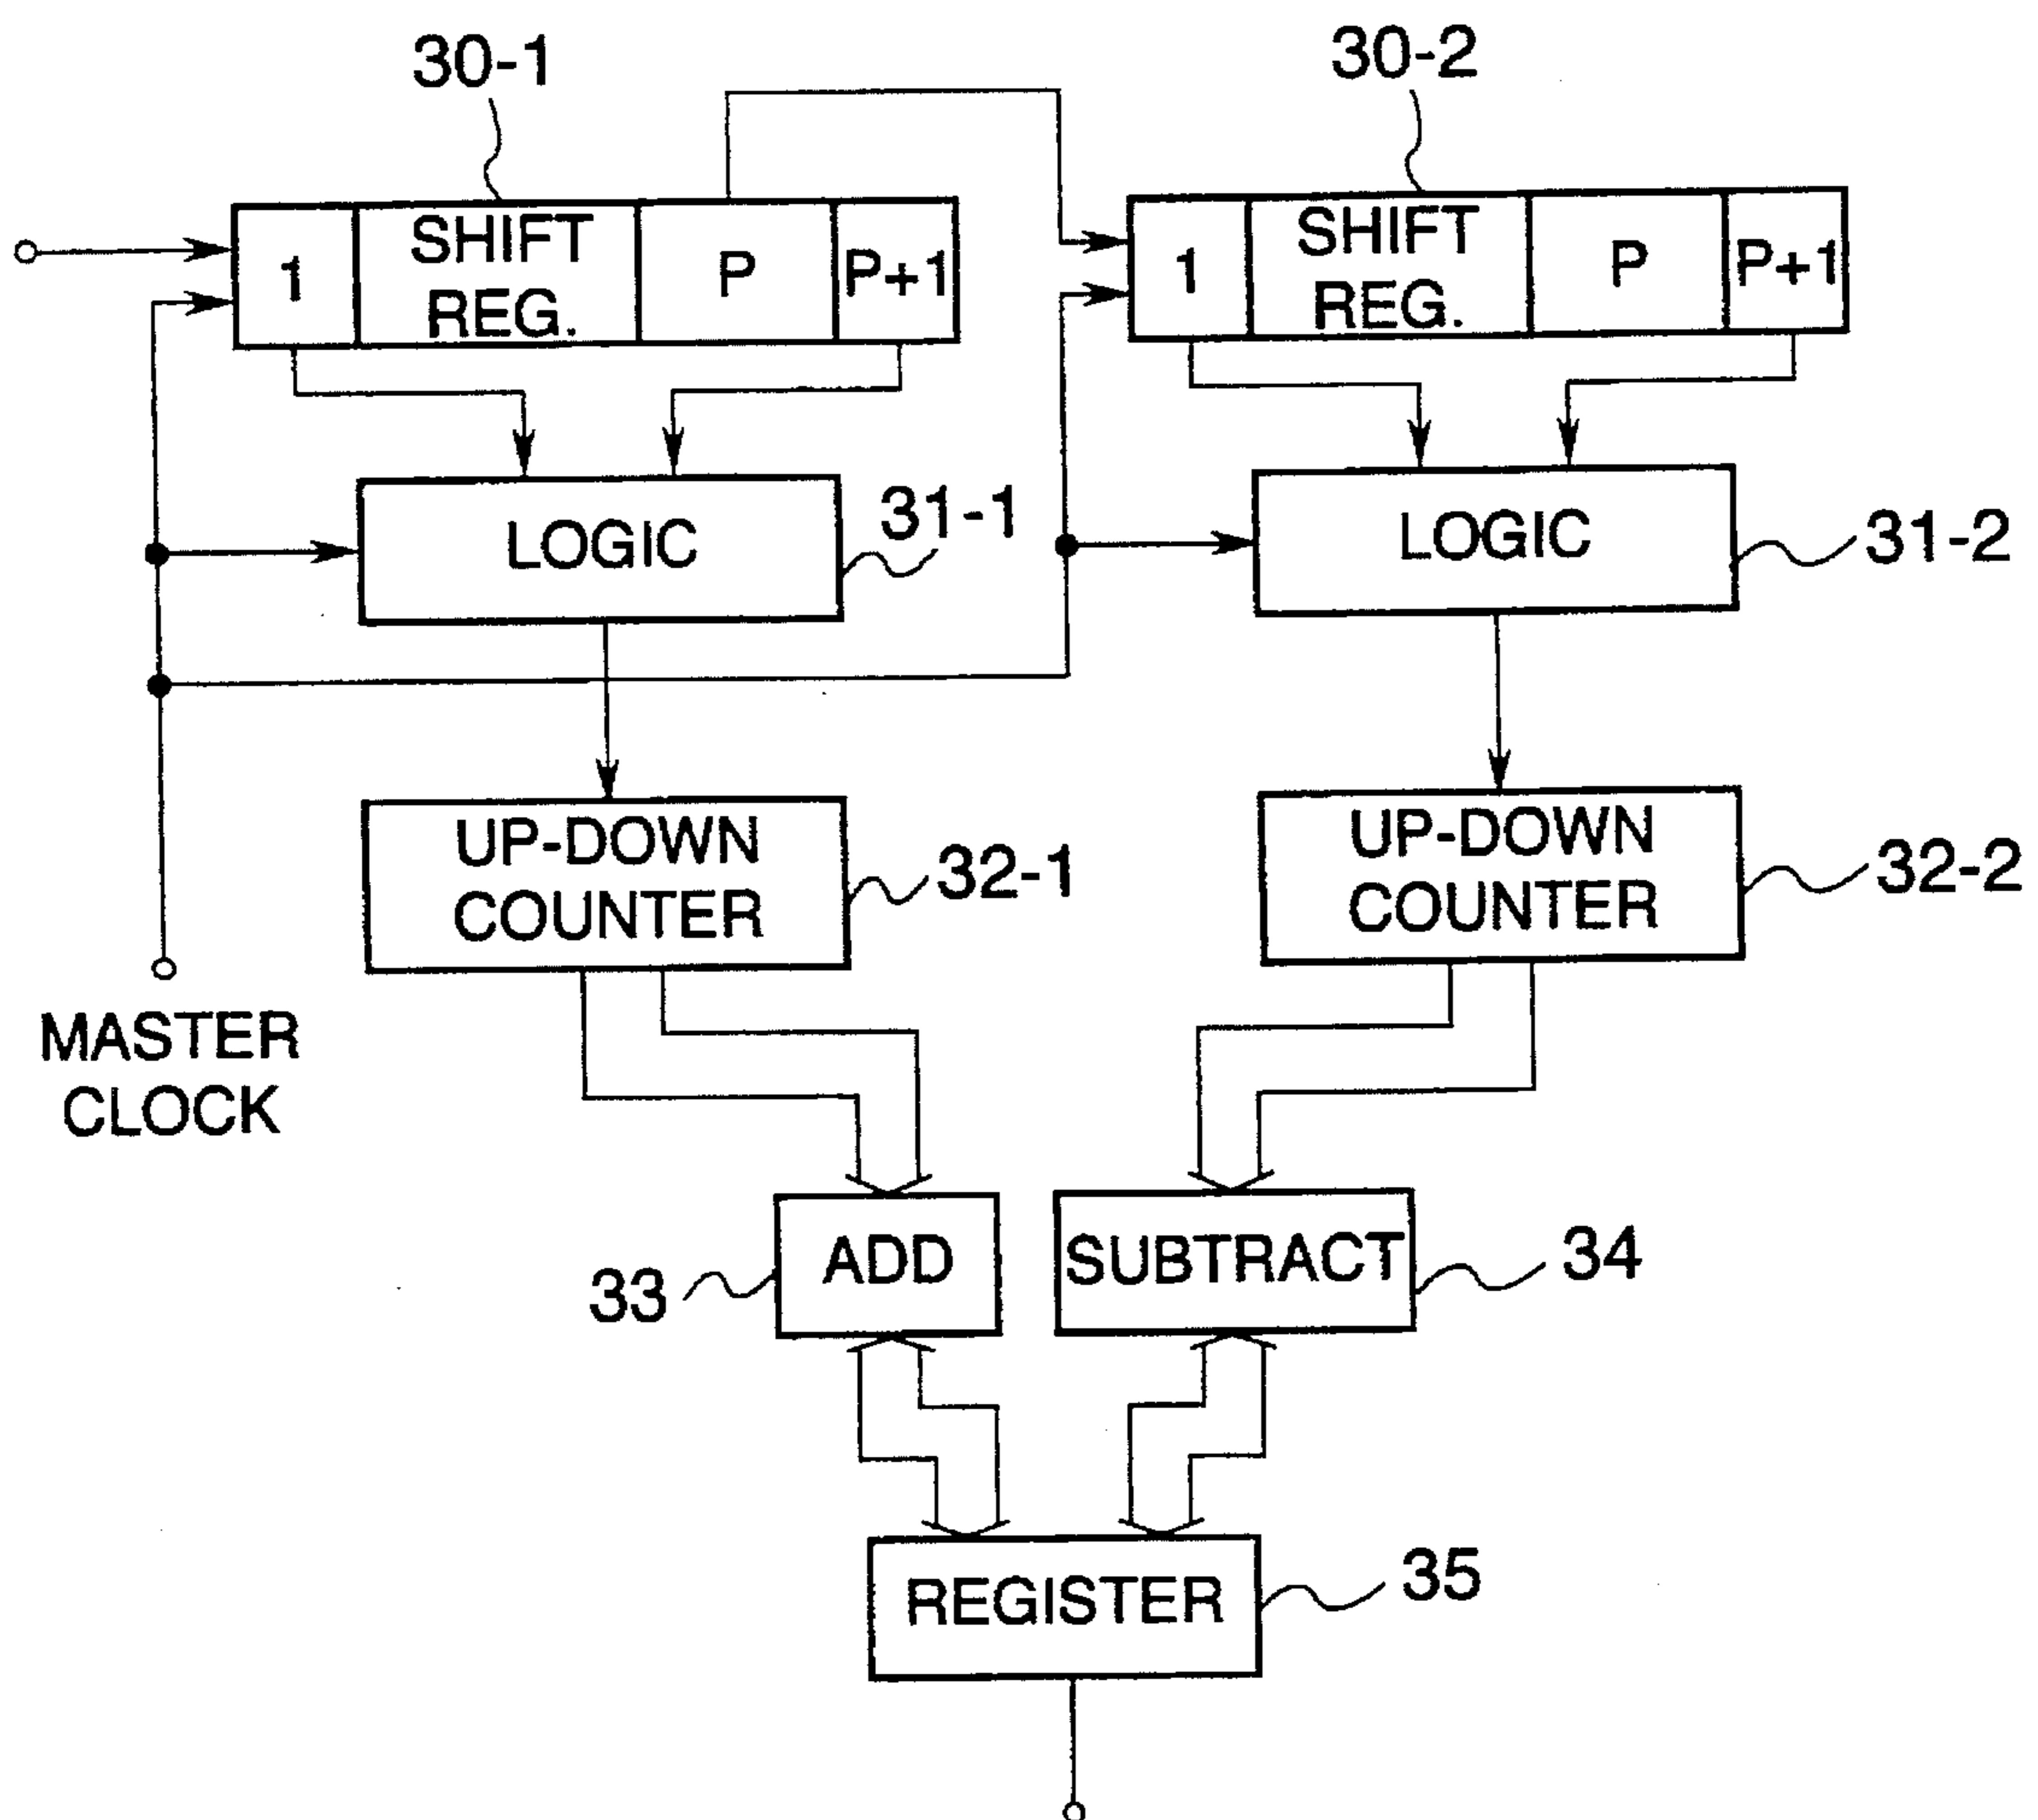 30-1
30-2
1
SHIFT
REG.
P
P+1
1
SHIFT
REG.
P
P+1
LOGIC
31-1
LOGIC
31-2
UP-DOWN
COUNTER
32-1
UP-DOWN
COUNTER
32-2
MASTER
CLOCK
ADD
33
SUBTRACT
34
REGISTER
35